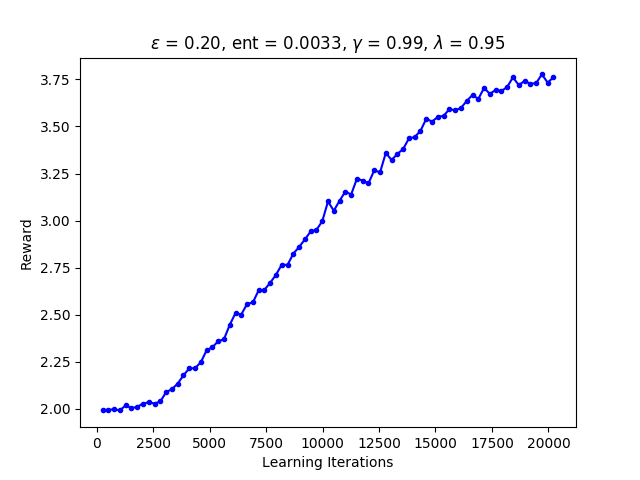 ε = 0.20, ent = 0.0033, γ = 0.99, λ = 0.95
3.75
3.50
3.25
3.00
2.75
2.50
2.25
2.00
Reward
0 2500 5000 7500 10000 12500 15000 17500 20000
Learning Iterations